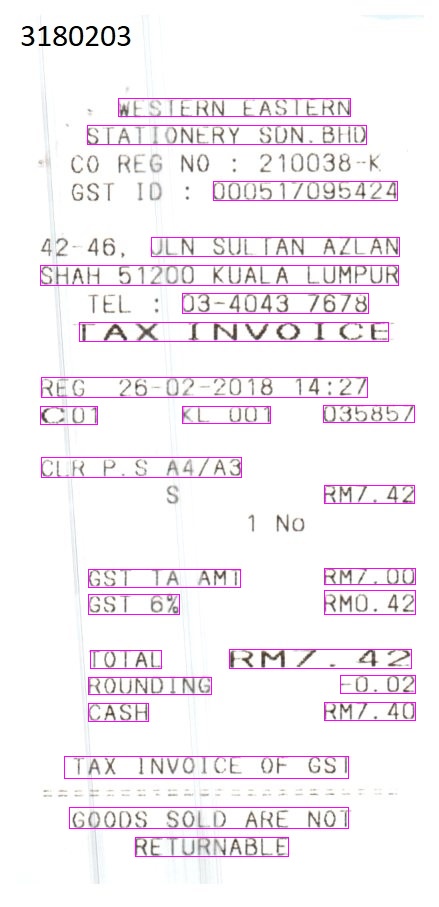 3180203
WESTERN EASTERN
STATIONERY SDN.BHD
CO REG NO : 210038-K
GST ID : 000517095424
42-46, JLN SULTAN AZLAN
SHAH 51200 KUALA LUMPUR
TEL : 03-4043 7678
TAX INVOICE
REG 26-02-2018 14:27
C01 KL 001 035857
CLR P.S A4/A3
S RM7.42
1 No
GST TA AMT RM7.00
GST 6% RM0.42
TOTAL RM7.42
ROUNDING -0.02
CASH RM7.40
TAX INVOICE OF GST
========================
GOODS SOLD ARE NOT
RETURNABLE